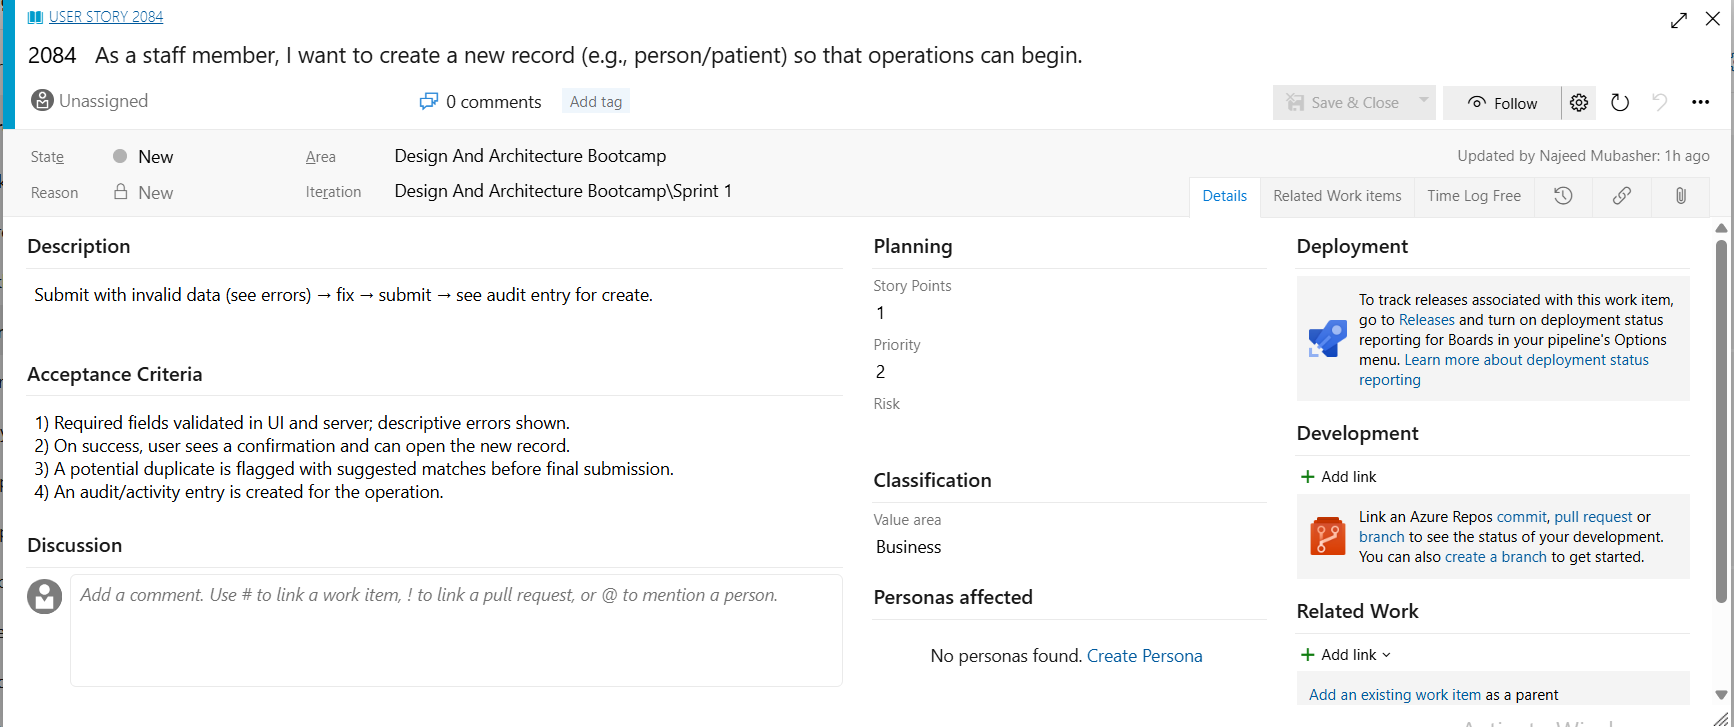 USER STORY 2084
2084 As a staff member, I want to create a new record (e.g., person/patient) so that operations can begin.
Unassigned
0 comments
Add tag
Save & Close
Follow
State
New
Area
Design And Architecture Bootcamp
Updated by Najeed Mubasher: 1h ago
Reason
New
Iteration
Design And Architecture Bootcamp\Sprint 1
Details
Related Work items
Time Log Free
Description
Submit with invalid data (see errors) → fix → submit → see audit entry for create.
Acceptance Criteria
1) Required fields validated in UI and server; descriptive errors shown.
2) On success, user sees a confirmation and can open the new record.
3) A potential duplicate is flagged with suggested matches before final submission.
4) An audit/activity entry is created for the operation.
Discussion
Add a comment. Use # to link a work item, ! to link a pull request, or @ to mention a person.
Planning
Story Points
1
Priority
2
Risk
Classification
Value area
Business
Personas affected
No personas found. Create Persona
Deployment
To track releases associated with this work item,
go to Releases and turn on deployment status
reporting for Boards in your pipeline's Options
menu. Learn more about deployment status
reporting
Development
Add link
Link an Azure Repos commit, pull request or
branch to see the status of your development.
You can also create a branch to get started.
Related Work
Add link
Add an existing work item as a parent